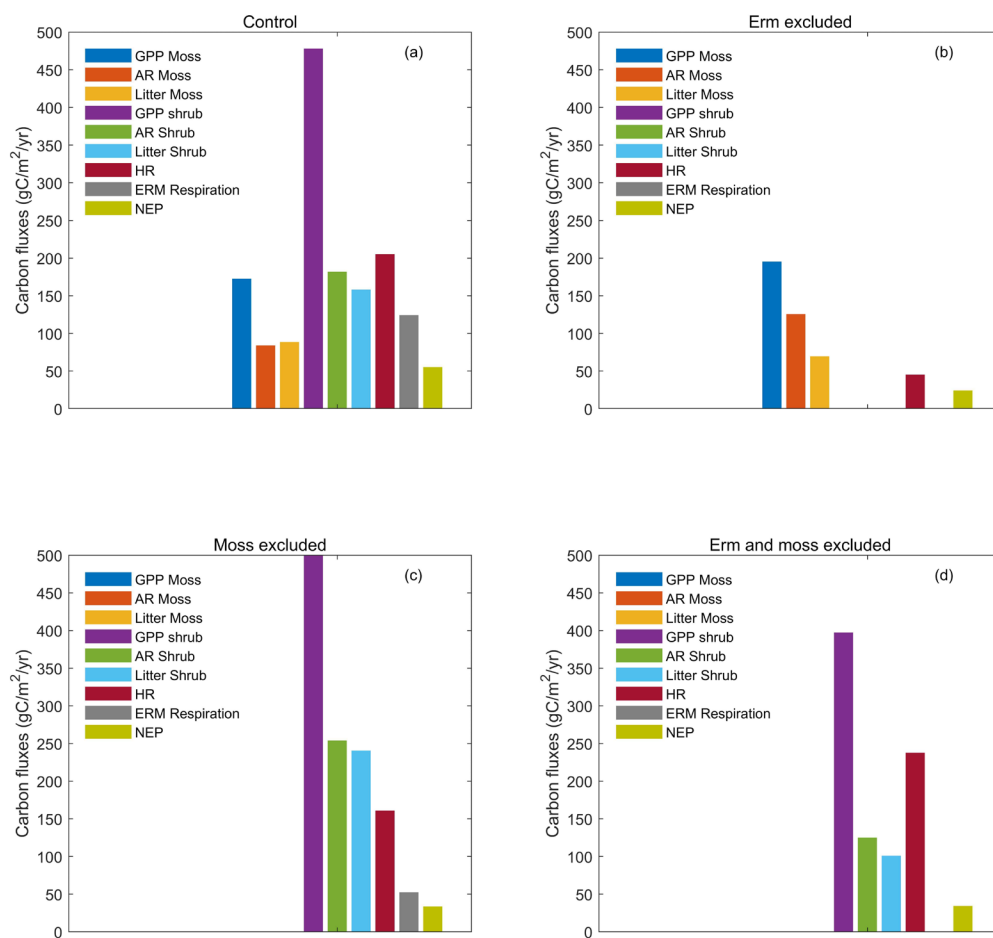 Control
(a)
Carbon fluxes (gC/m²/yr)
500
450
400
350
300
250
200
150
100
50
0
GPP Moss
AR Moss
Litter Moss
GPP shrub
AR Shrub
Litter Shrub
HR
ERM Respiration
NEP
Erm excluded
(b)
Carbon fluxes (gC/m²/yr)
500
450
400
350
300
250
200
150
100
50
0
GPP Moss
AR Moss
Litter Moss
GPP shrub
AR Shrub
Litter Shrub
HR
ERM Respiration
NEP
Moss excluded
(c)
Carbon fluxes (gC/m²/yr)
500
450
400
350
300
250
200
150
100
50
0
GPP Moss
AR Moss
Litter Moss
GPP shrub
AR Shrub
Litter Shrub
HR
ERM Respiration
NEP
Erm and moss excluded
(d)
Carbon fluxes (gC/m²/yr)
500
450
400
350
300
250
200
150
100
50
0
GPP Moss
AR Moss
Litter Moss
GPP shrub
AR Shrub
Litter Shrub
HR
ERM Respiration
NEP